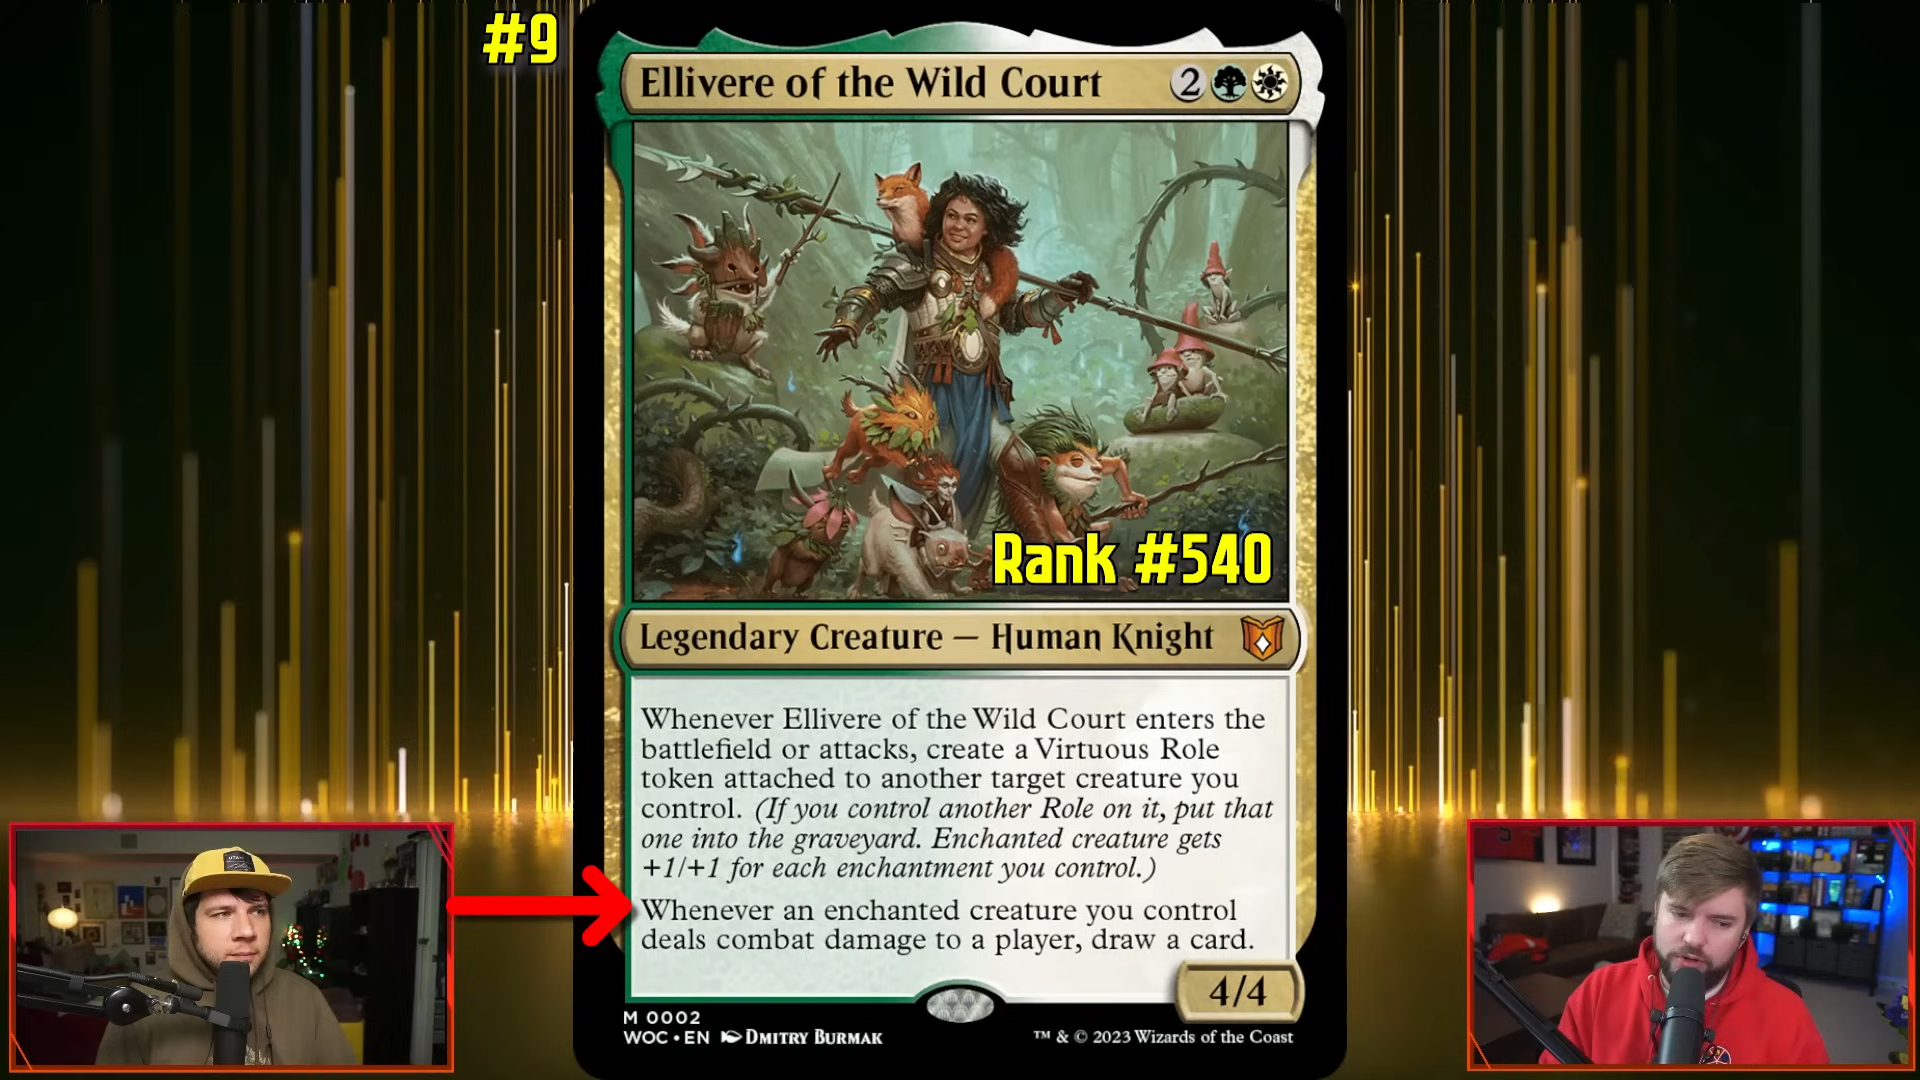 #9
Ellivere of the Wild Court 2
Rank #540
Legendary Creature — Human Knight
Whenever Ellivere of the Wild Court enters the
battlefield or attacks, create a Virtuous Role
token attached to another target creature you
control. (If you control another Role on it, put that
one into the graveyard. Enchanted creature gets
+1/+1 for each enchantment you control.)
Whenever an enchanted creature you control
deals combat damage to a player, draw a card.
4/4
M 0002
WOC • EN Dmitry Burmak
™ & © 2023 Wizards of the Coast